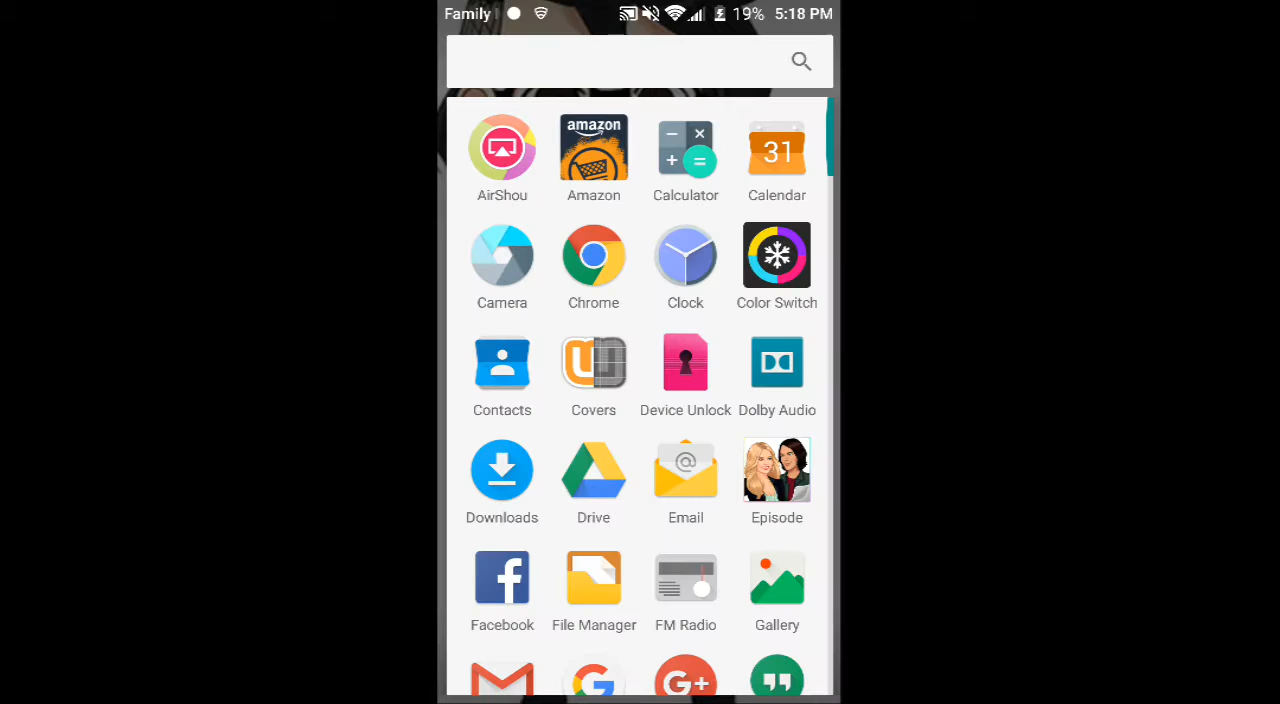 Family 19% 5:18 PM
amazon
31
AirShou Amazon Calculator Calendar
Camera Chrome Clock Color Switch
Contacts Covers Device Unlock Dolby Audio
@
Downloads Drive Email Episode
f
Facebook File Manager FM Radio Gallery
G G+